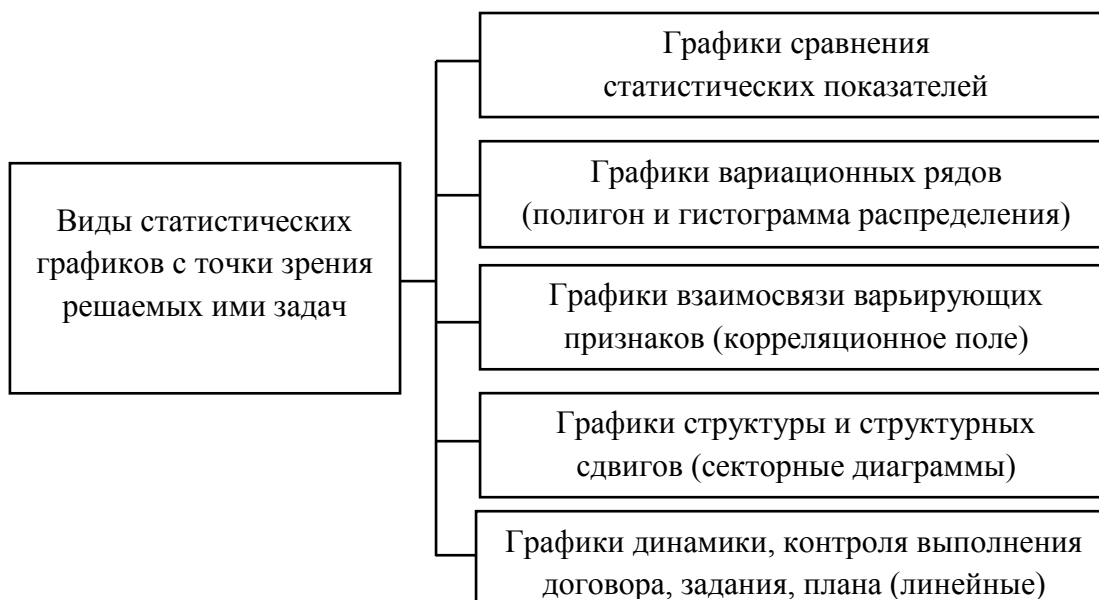 Виды статистических
графиков с точки зрения
решаемых ими задач
Графики сравнения
статистических показателей
Графики вариационных рядов
(полигон и гистограмма распределения)
Графики взаимосвязи варьирующих
признаков (корреляционное поле)
Графики структуры и структурных
сдвигов (секторные диаграммы)
Графики динамики, контроля выполнения
договора, задания, плана (линейные)